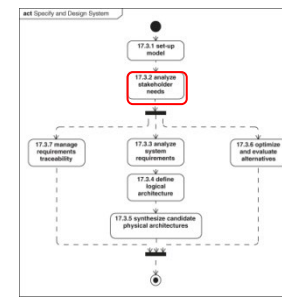 act Specify and Design System
17.3.1 set-up
model
17.3.2 analyze
stakeholder
needs
17.3.7 manage
requirements
traceability
17.3.3 analyze
system
requirements
17.3.6 optimize
and evaluate
alternatives
17.3.4 define
logical
architecture
17.3.5 synthesize candidate
physical architectures